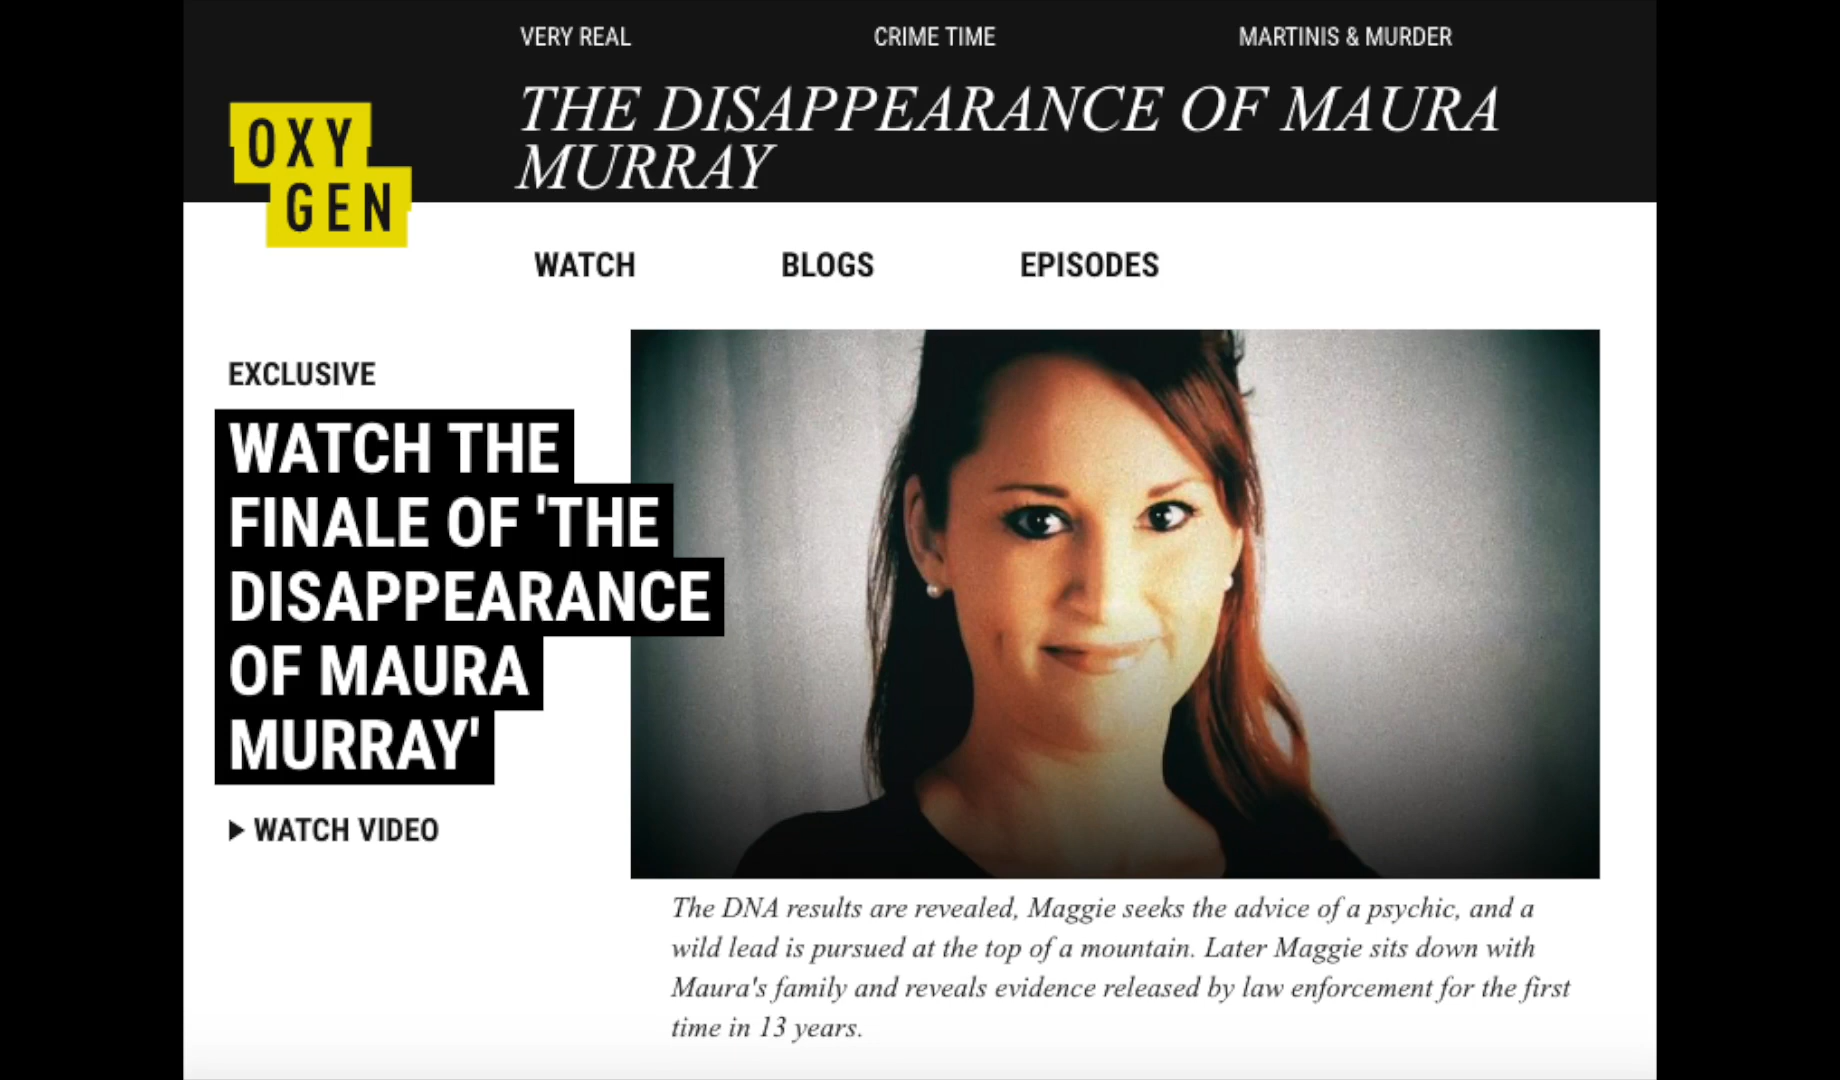 VERY REAL
CRIME TIME
MARTINIS & MURDER
THE DISAPPEARANCE OF MAURA
MURRAY
OXY
GEN
WATCH
BLOGS
EPISODES
EXCLUSIVE
WATCH THE
FINALE OF 'THE
DISAPPEARANCE
OF MAURA
MURRAY'
WATCH VIDEO
The DNA results are revealed, Maggie seeks the advice of a psychic, and a
wild lead is pursued at the top of a mountain. Later Maggie sits down with
Maura's family and reveals evidence released by law enforcement for the first
time in 13 years.